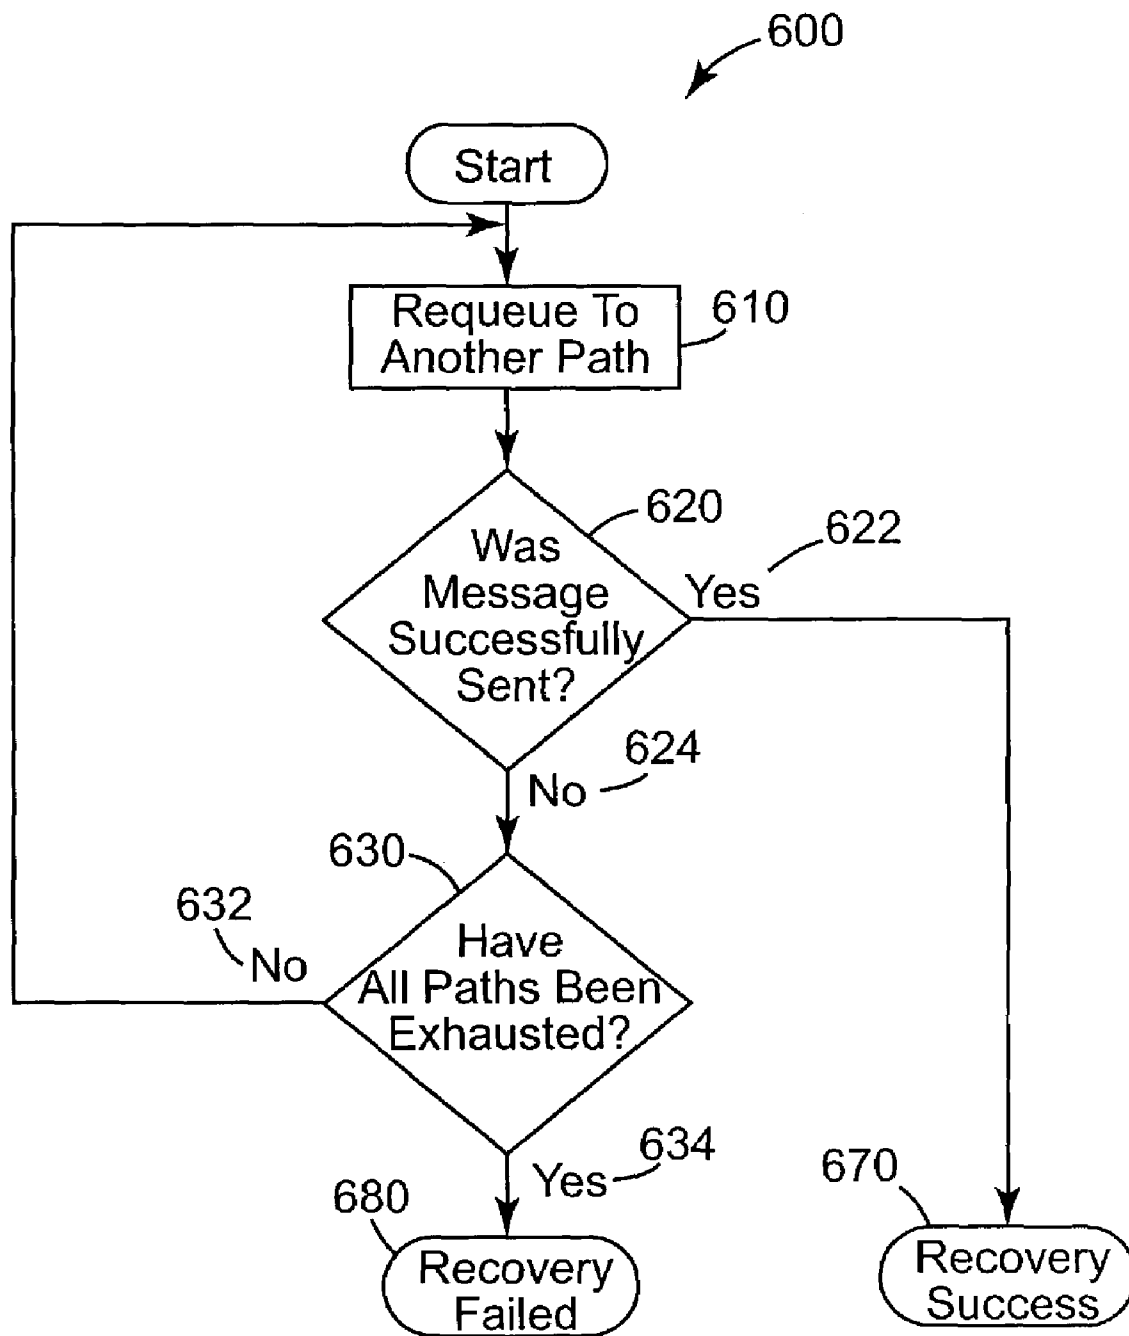 600
Start
Requeue To
Another Path
610
620
622
Was
Message
Successfully
Sent?
Yes
624
No
630
632
No
Have
All Paths Been
Exhausted?
634
Yes
680
670
Recovery
Failed
Recovery
Success